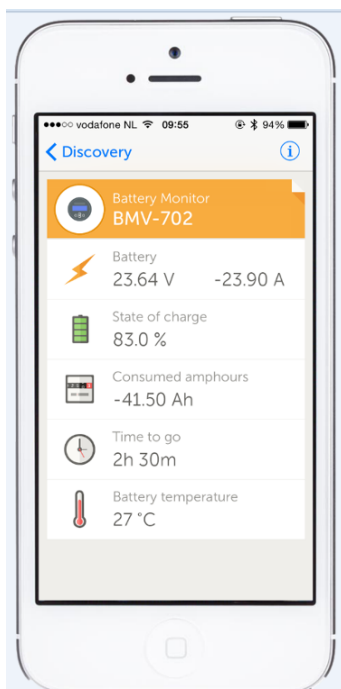 vodafone NL 09:55 94%
Discovery
Battery Monitor
BMV-702
Battery
23.64 V -23.90 A
State of charge
83.0 %
Consumed amphours
-41.50 Ah
Time to go
2h 30m
Battery temperature
27 °C